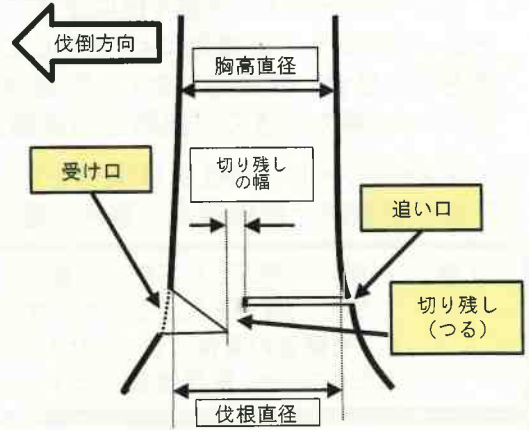 伐倒方向
胸高直径
切り残し
の幅
受け口
追い口
切り残し
（つる）
伐根直径